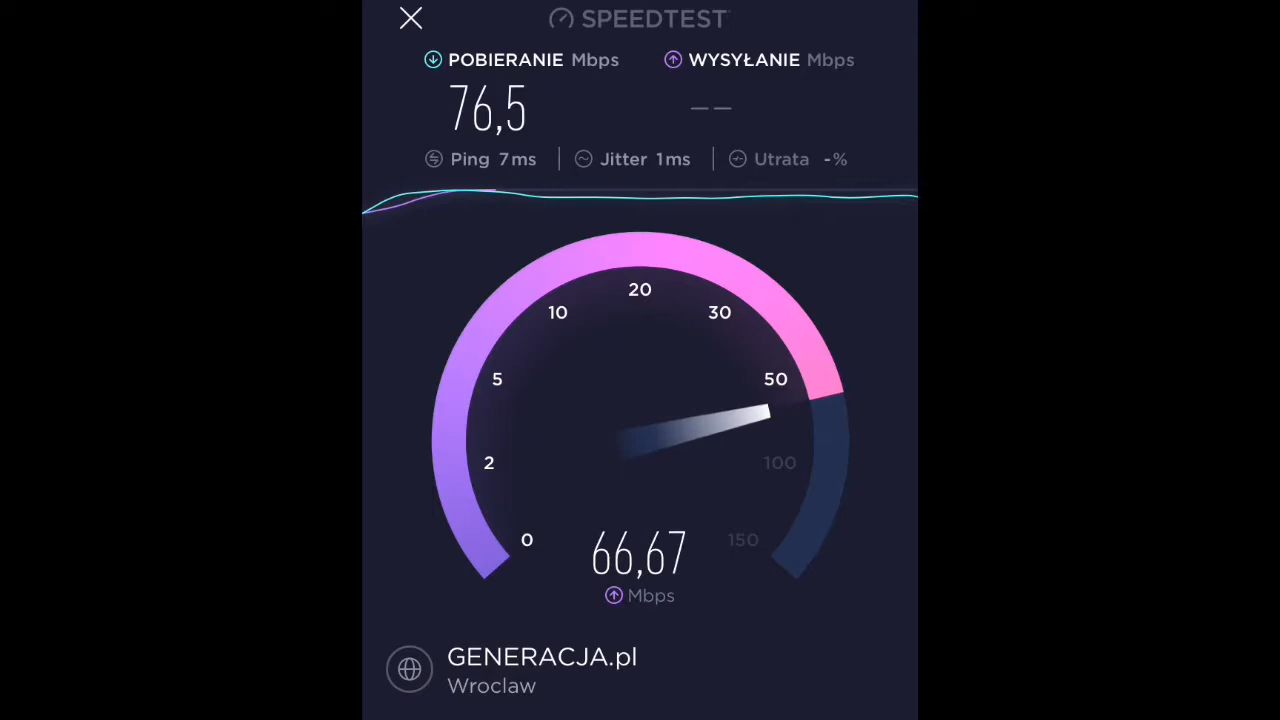 SPEEDTEST
POBIERANIE Mbps WYSYŁANIE Mbps
76,5 — —
Ping 7ms Jitter 1ms Utrata -%
20
10 30
5 50
2 100
0 150
66,67
Mbps
GENERACJA.pl
Wroclaw